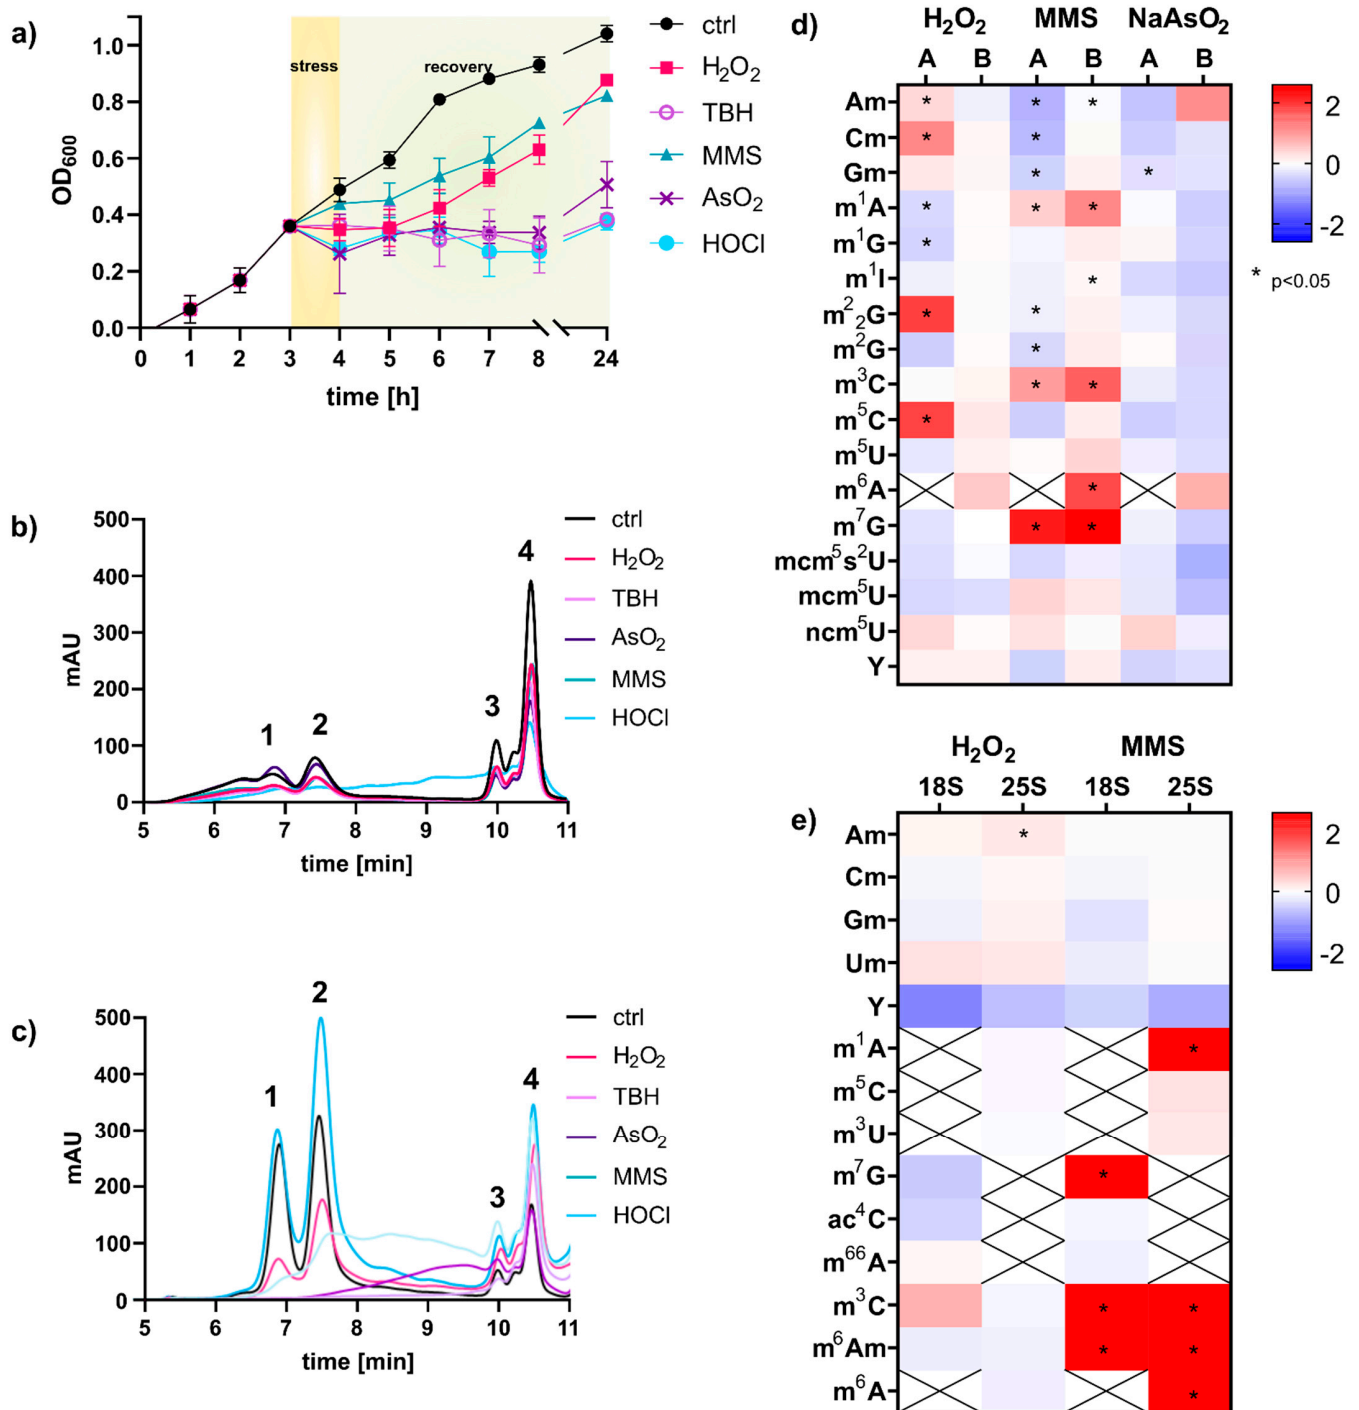 a)
OD600
1.0
0.8
0.6
0.4
0.2
0.0
stress
recovery
0 1 2 3 4 5 6 7 8 24
time [h]
ctrl
H2O2
TBH
MMS
AsO2
HOCl
b)
mAU
500
400
300
200
100
0
1
2
3
4
5 6 7 8 9 10 11
time [min]
ctrl
H2O2
TBH
AsO2
MMS
HOCl
c)
mAU
500
400
300
200
100
0
1
2
3
4
5 6 7 8 9 10 11
time [min]
ctrl
H2O2
TBH
AsO2
MMS
HOCl
d)
H2O2 MMS NaAsO2
A B A B A B
Am * * *
Cm * *
Gm * *
m1A * * *
m1G *
m1I *
m22G * *
m2G *
m3C * *
m5C *
m5U
m6A *
m7G * *
mcm5s2U
mcm5U
ncm5U
Y
2
0
-2
* p<0.05
e)
H2O2 MMS
18S 25S 18S 25S
Am *
Cm
Gm
Um
Y
m1A *
m5C
m3U
m7G *
ac4C
m66A
m3C * *
m6Am * *
m6A *
2
0
-2